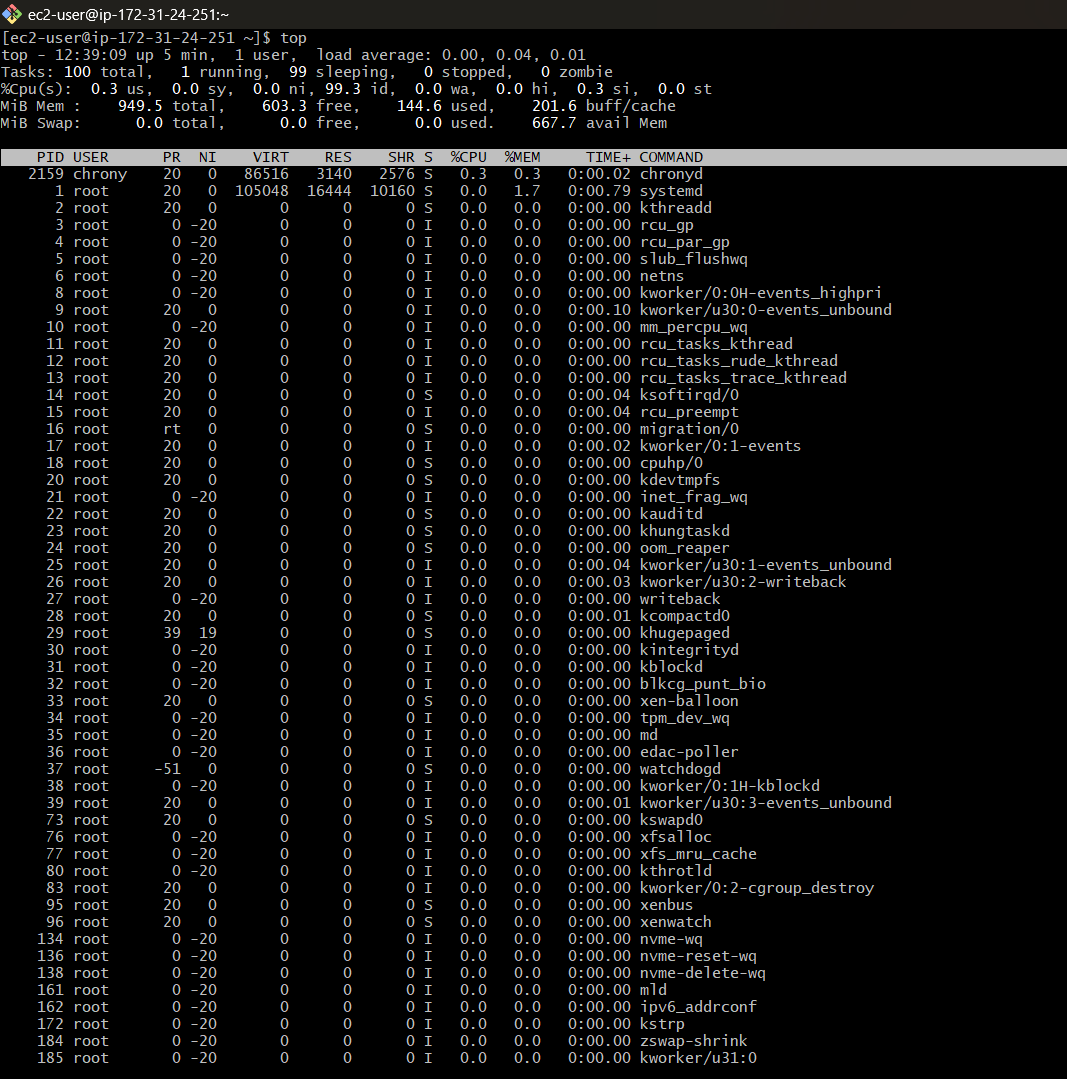 ec2-user@ip-172-31-24-251:~
[ec2-user@ip-172-31-24-251 ~]$ top
top - 12:39:09 up 5 min,  1 user,  load average: 0.00, 0.04, 0.01
Tasks: 100 total,   1 running,  99 sleeping,   0 stopped,   0 zombie
%Cpu(s):  0.3 us,  0.0 sy,  0.0 ni, 99.3 id,  0.0 wa,  0.0 hi,  0.3 si,  0.0 st
MiB Mem :    949.5 total,    603.3 free,    144.6 used,    201.6 buff/cache
MiB Swap:      0.0 total,      0.0 free,      0.0 used.    667.7 avail Mem
PID USER PR NI VIRT RES SHR S %CPU %MEM TIME+ COMMAND
2159 chrony 20 0 86516 3140 2576 S 0.3 0.3 0:00.02 chronyd
1 root 20 0 105048 16444 10160 S 0.0 1.7 0:00.79 systemd
2 root 20 0 0 0 0 S 0.0 0.0 0:00.00 kthreadd
3 root 0 -20 0 0 0 I 0.0 0.0 0:00.00 rcu_gp
4 root 0 -20 0 0 0 I 0.0 0.0 0:00.00 rcu_par_gp
5 root 0 -20 0 0 0 I 0.0 0.0 0:00.00 slub_flushwq
6 root 0 -20 0 0 0 I 0.0 0.0 0:00.00 netns
8 root 0 -20 0 0 0 I 0.0 0.0 0:00.00 kworker/0:0H-events_highpri
9 root 20 0 0 0 0 I 0.0 0.0 0:00.10 kworker/u30:0-events_unbound
10 root 0 -20 0 0 0 I 0.0 0.0 0:00.00 mm_percpu_wq
11 root 20 0 0 0 0 I 0.0 0.0 0:00.00 rcu_tasks_kthread
12 root 20 0 0 0 0 I 0.0 0.0 0:00.00 rcu_tasks_rude_kthread
13 root 20 0 0 0 0 I 0.0 0.0 0:00.00 rcu_tasks_trace_kthread
14 root 20 0 0 0 0 S 0.0 0.0 0:00.04 ksoftirqd/0
15 root 20 0 0 0 0 I 0.0 0.0 0:00.04 rcu_preempt
16 root rt 0 0 0 0 S 0.0 0.0 0:00.00 migration/0
17 root 20 0 0 0 0 I 0.0 0.0 0:00.02 kworker/0:1-events
18 root 20 0 0 0 0 S 0.0 0.0 0:00.00 cpuhp/0
20 root 20 0 0 0 0 S 0.0 0.0 0:00.00 kdevtmpfs
21 root 0 -20 0 0 0 I 0.0 0.0 0:00.00 inet_frag_wq
22 root 20 0 0 0 0 S 0.0 0.0 0:00.00 kauditd
23 root 20 0 0 0 0 S 0.0 0.0 0:00.00 khungtaskd
24 root 20 0 0 0 0 S 0.0 0.0 0:00.00 oom_reaper
25 root 20 0 0 0 0 I 0.0 0.0 0:00.04 kworker/u30:1-events_unbound
26 root 20 0 0 0 0 I 0.0 0.0 0:00.03 kworker/u30:2-writeback
27 root 0 -20 0 0 0 I 0.0 0.0 0:00.00 writeback
28 root 20 0 0 0 0 S 0.0 0.0 0:00.01 kcompactd0
29 root 39 19 0 0 0 S 0.0 0.0 0:00.00 khugepaged
30 root 0 -20 0 0 0 I 0.0 0.0 0:00.00 kintegrityd
31 root 0 -20 0 0 0 I 0.0 0.0 0:00.00 kblockd
32 root 0 -20 0 0 0 I 0.0 0.0 0:00.00 blkcg_punt_bio
33 root 20 0 0 0 0 S 0.0 0.0 0:00.00 xen-balloon
34 root 0 -20 0 0 0 I 0.0 0.0 0:00.00 tpm_dev_wq
35 root 0 -20 0 0 0 I 0.0 0.0 0:00.00 md
36 root 0 -20 0 0 0 I 0.0 0.0 0:00.00 edac-poller
37 root -51 0 0 0 0 S 0.0 0.0 0:00.00 watchdogd
38 root 0 -20 0 0 0 I 0.0 0.0 0:00.00 kworker/0:1H-kblockd
39 root 20 0 0 0 0 I 0.0 0.0 0:00.01 kworker/u30:3-events_unbound
73 root 20 0 0 0 0 S 0.0 0.0 0:00.00 kswapd0
76 root 0 -20 0 0 0 I 0.0 0.0 0:00.00 xfsalloc
77 root 0 -20 0 0 0 I 0.0 0.0 0:00.00 xfs_mru_cache
80 root 0 -20 0 0 0 I 0.0 0.0 0:00.00 kthrotld
83 root 20 0 0 0 0 I 0.0 0.0 0:00.00 kworker/0:2-cgroup_destroy
95 root 20 0 0 0 0 S 0.0 0.0 0:00.00 xenbus
96 root 20 0 0 0 0 S 0.0 0.0 0:00.00 xenwatch
134 root 0 -20 0 0 0 I 0.0 0.0 0:00.00 nvme-wq
136 root 0 -20 0 0 0 I 0.0 0.0 0:00.00 nvme-reset-wq
138 root 0 -20 0 0 0 I 0.0 0.0 0:00.00 nvme-delete-wq
161 root 0 -20 0 0 0 I 0.0 0.0 0:00.00 mld
162 root 0 -20 0 0 0 I 0.0 0.0 0:00.00 ipv6_addrconf
172 root 0 -20 0 0 0 I 0.0 0.0 0:00.00 kstrp
184 root 0 -20 0 0 0 I 0.0 0.0 0:00.00 zswap-shrink
185 root 0 -20 0 0 0 I 0.0 0.0 0:00.00 kworker/u31:0